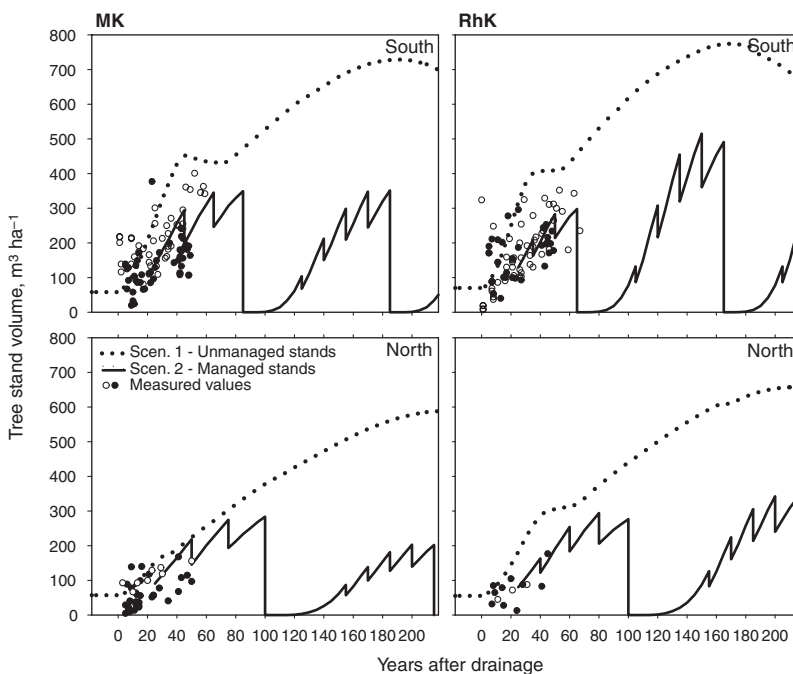 MK RhK
South South
800
700
600
500
400
300
200
100
0
Tree stand volume, m³ ha⁻¹
North North
800
700
600
500
400
300
200
100
0
Scen. 1 - Unmanaged stands
Scen. 2 - Managed stands
Measured values
0 20 40 60 80 100 120 140 160 180 200 0 20 40 60 80 100 120 140 160 180 200
Years after drainage